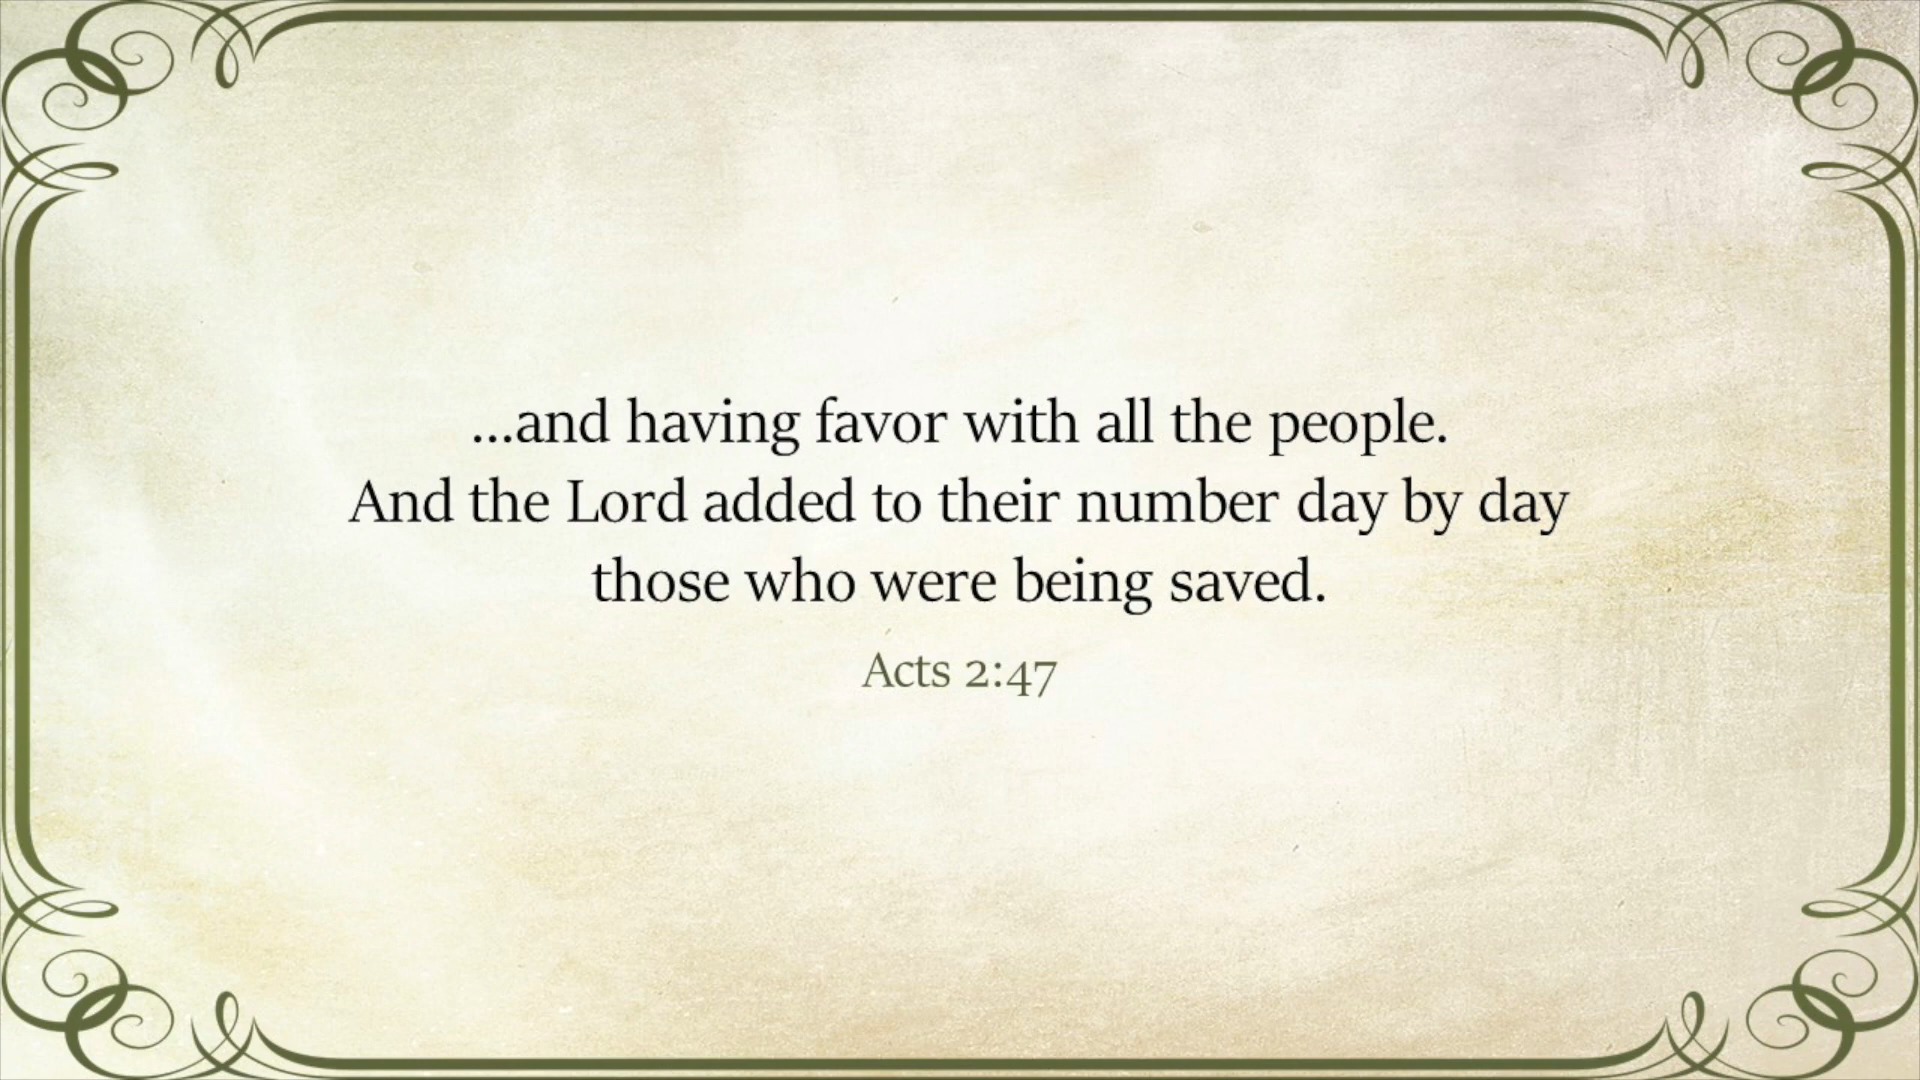 ...and having favor with all the people.
And the Lord added to their number day by day
those who were being saved.
Acts 2:47